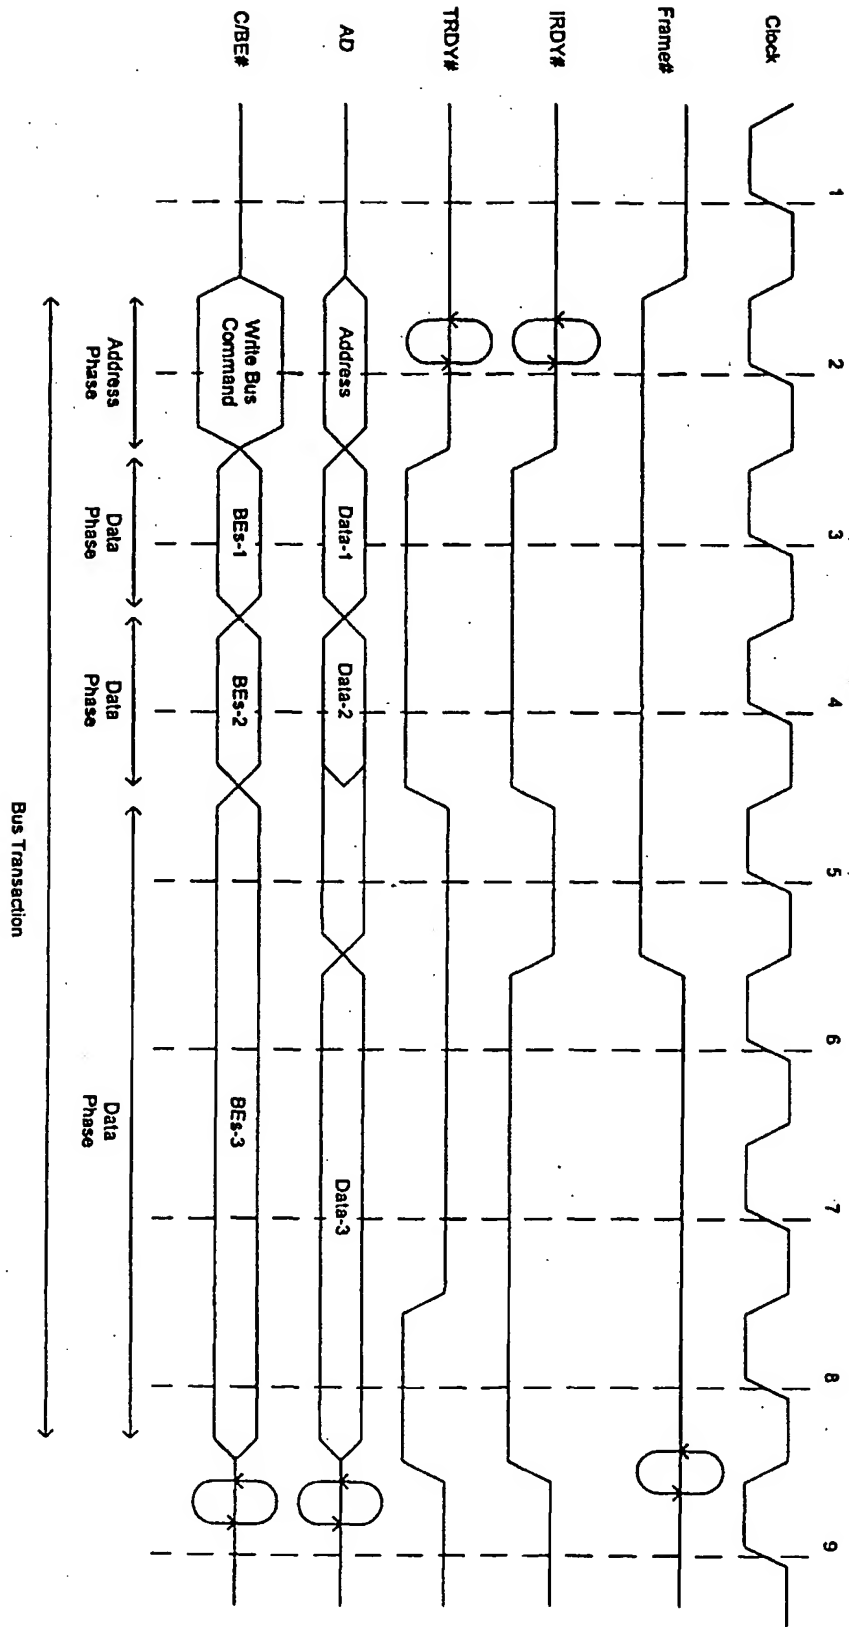 1 2 3 4 5 6 7 8 9
Clock
Frame#
IRDY#
TRDY#
AD Address Data-1 Data-2 Data-3
C/BE# Write Bus
Command BEs-1 BEs-2 BEs-3
Address
Phase
Data
Phase
Data
Phase
Data
Phase
Bus Transaction